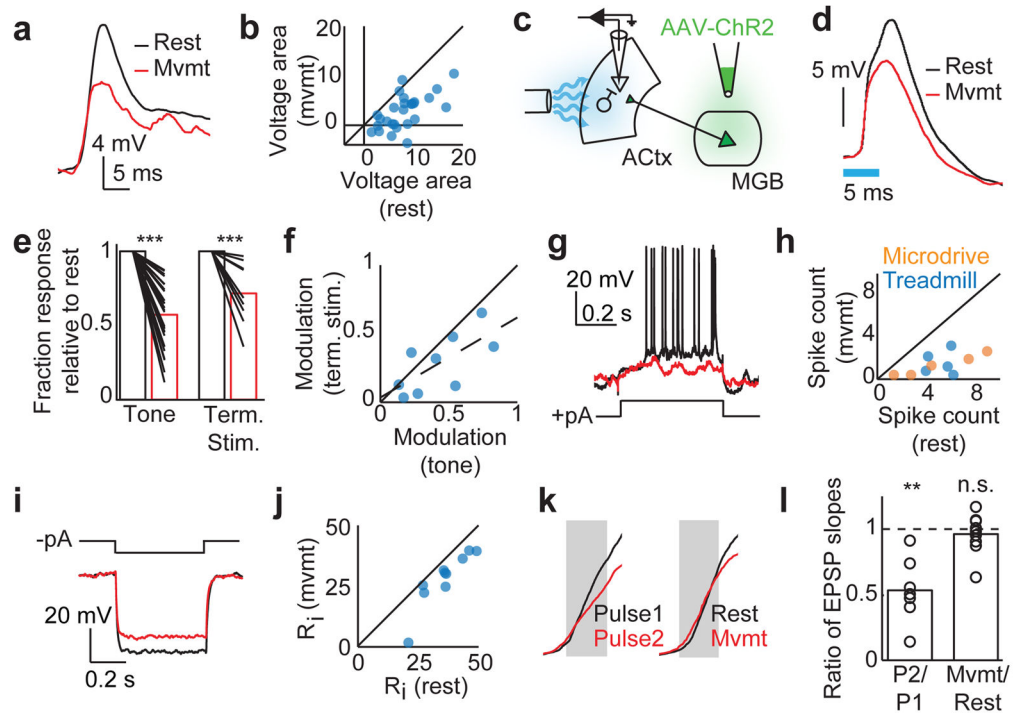 a
Rest
Mvmt
4 mV
5 ms
b
Voltage area
(mvmt)
20
10
0
0
10
20
Voltage area
(rest)
c
AAV-ChR2
ACtx
MGB
d
5 mV
Rest
Mvmt
5 ms
e
Fraction response
relative to rest
1
0.5
0
***
***
Tone
Term.
Stim.
f
Modulation
(term. stim.)
1
0.5
0
0
0.5
1
Modulation
(tone)
g
20 mV
0.2 s
+pA
h
Microdrive
Treadmill
Spike count
(mvmt)
8
4
0
0
4
8
Spike count
(rest)
i
-pA
20 mV
0.2 s
j
Ri (mvmt)
50
25
0
0
25
50
Ri (rest)
k
Pulse1
Pulse2
Rest
Mvmt
l
Ratio of EPSP slopes
**
n.s.
1
0.5
0
P2/
P1
Mvmt/
Rest